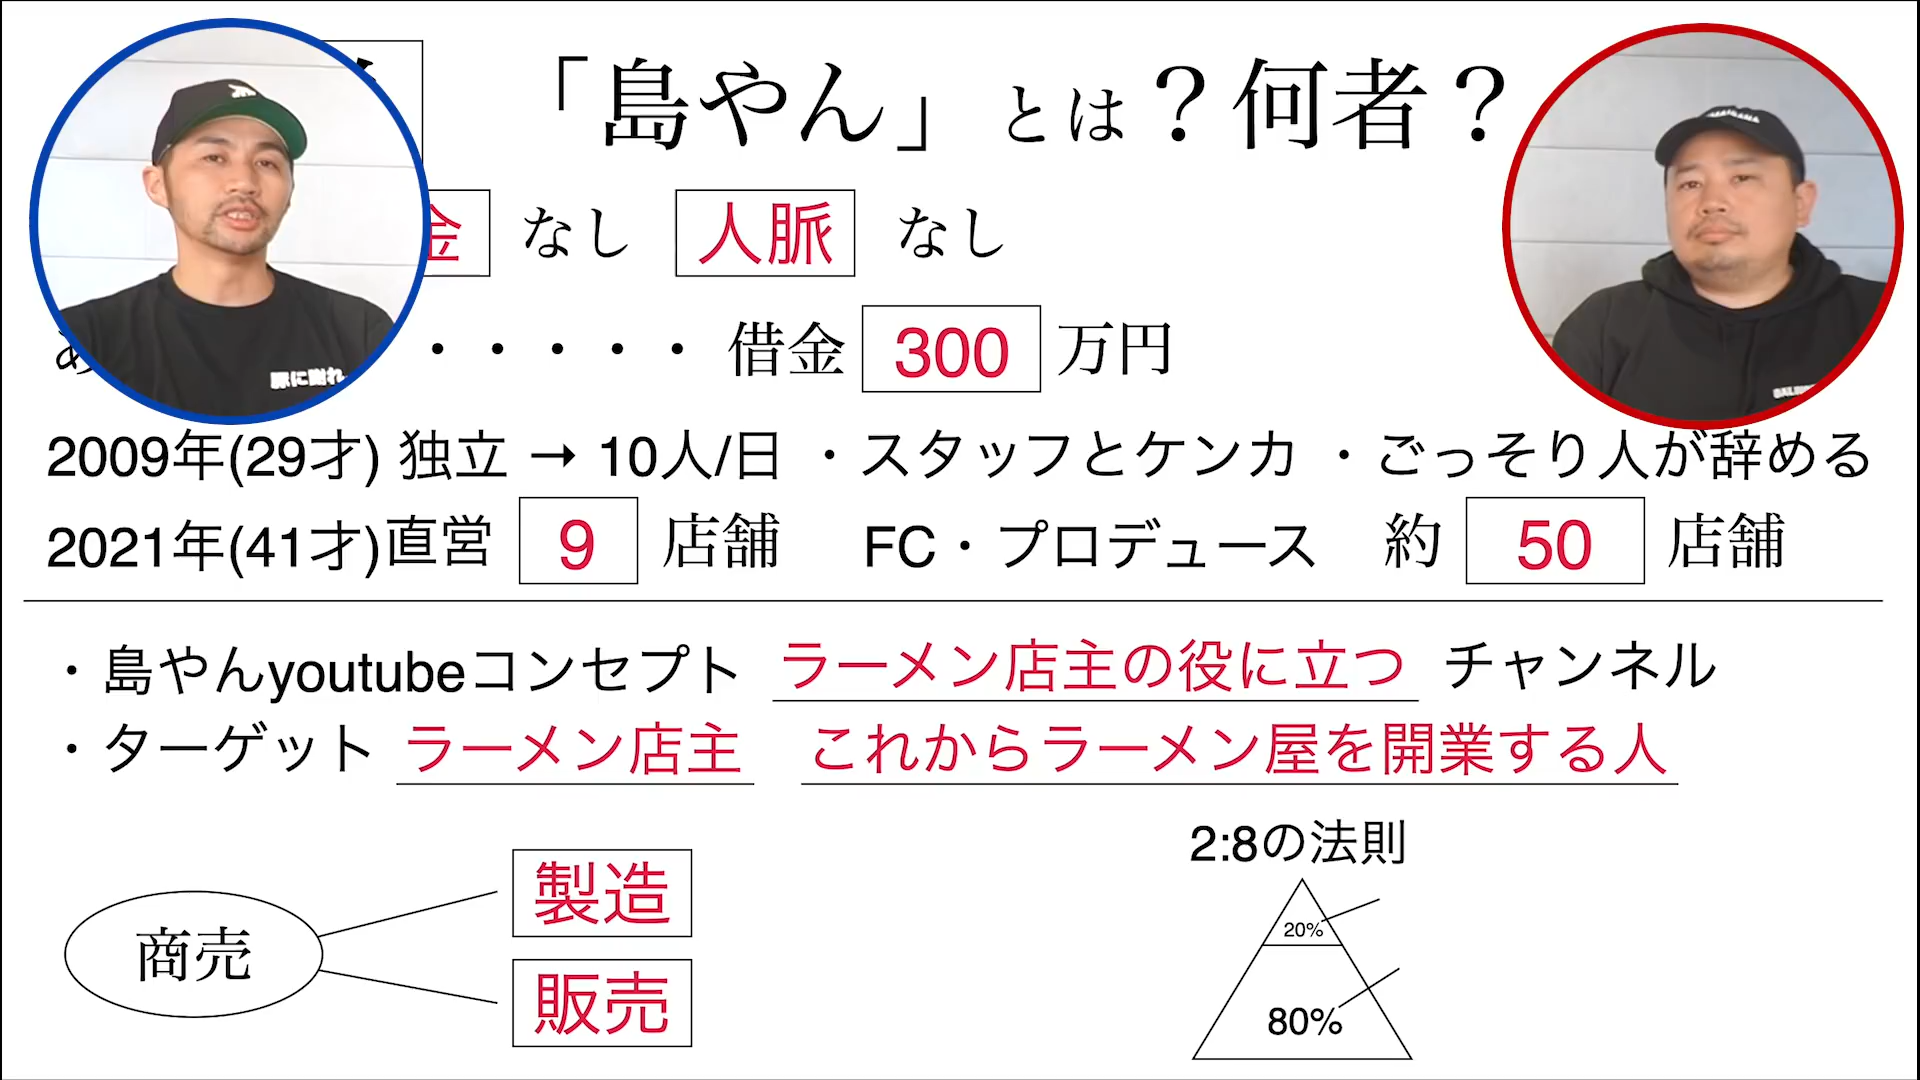 「島やん」とは？何者？
金 なし 人脈 なし
・・・・・ 借金 300 万円
2009年(29才) 独立 → 10人/日 ・スタッフとケンカ ・ごっそり人が辞める
2021年(41才)直営 9 店舗 FC・プロデュース 約 50 店舗
・島やんyoutubeコンセプト ラーメン店主の役に立つ チャンネル
・ターゲット ラーメン店主 これからラーメン屋を開業する人
商売
製造
販売
2:8の法則
20%
80%